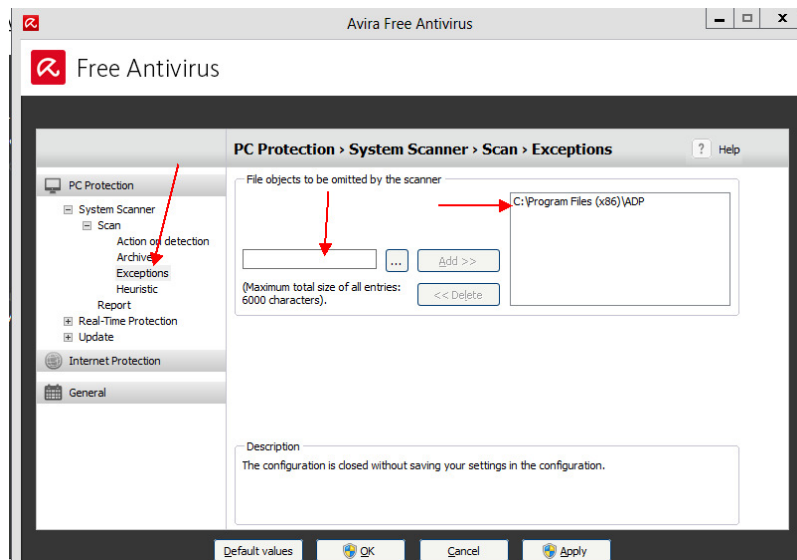 Avira Free Antivirus
Free Antivirus
PC Protection › System Scanner › Scan › Exceptions
? Help
PC Protection
System Scanner
Scan
Action on detection
Archive
Exceptions
Heuristic
Report
Real-Time Protection
Update
Internet Protection
General
File objects to be omitted by the scanner
C:\Program Files (x86)\ADP
...
Add >>
(Maximum total size of all entries:
6000 characters).
<< Delete
Description
The configuration is closed without saving your settings in the configuration.
Default values
OK
Cancel
Apply